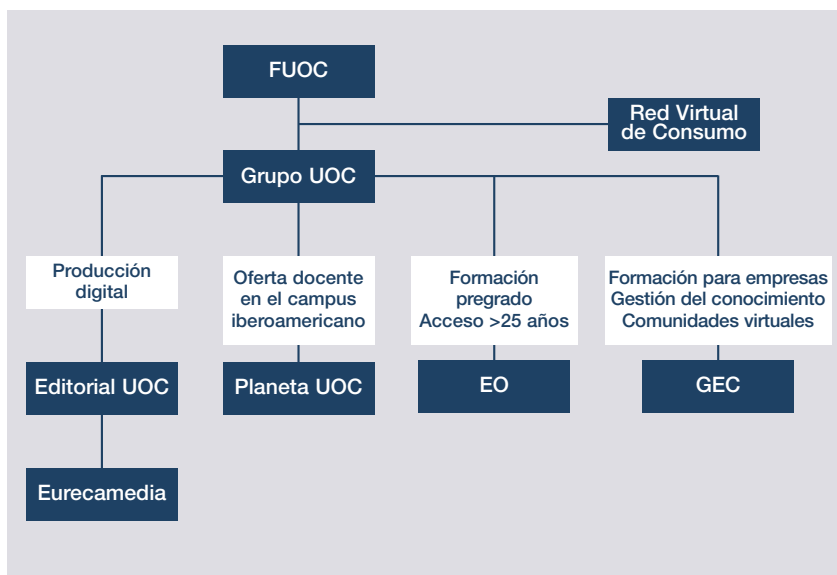 FUOC
Red Virtual
de Consumo
Grupo UOC
Producción
digital
Oferta docente
en el campus
iberoamericano
Formación
pregrado
Acceso >25 años
Formación para empresas
Gestión del conocimiento
Comunidades virtuales
Editorial UOC
Planeta UOC
EO
GEC
Eurecamedia